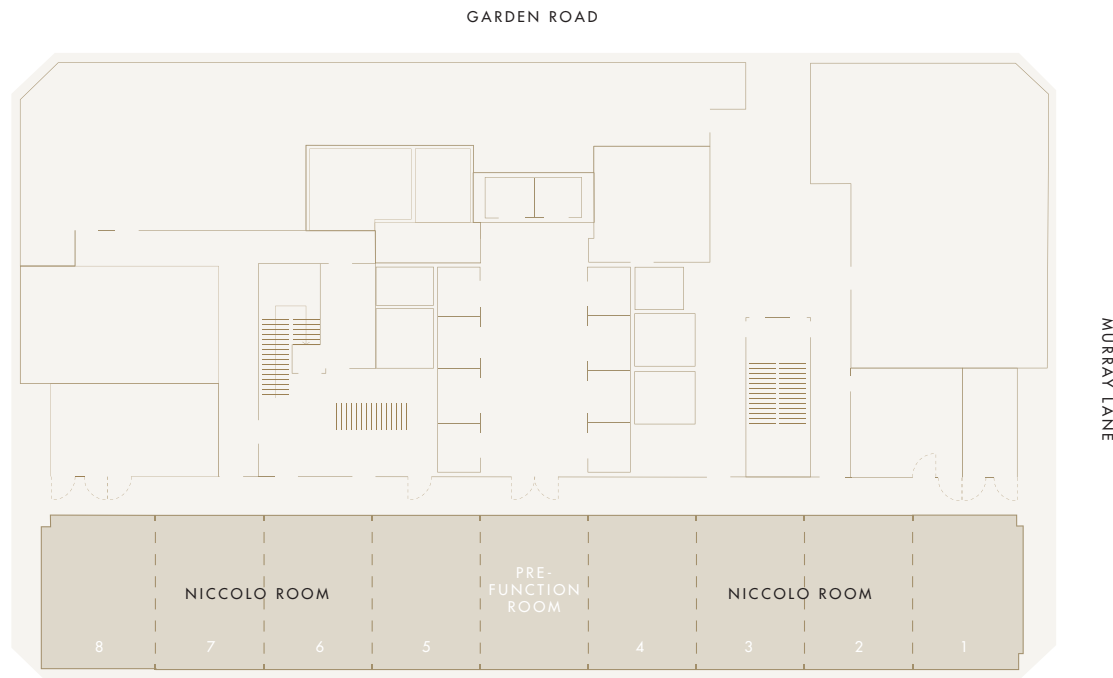 GARDEN ROAD
MURRAY LANE
PRE-
FUNCTION
ROOM
NICCOLO ROOM
NICCOLO ROOM
8
7
6
5
4
3
2
1